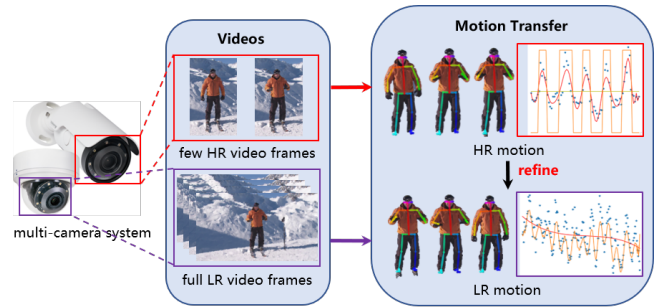 Videos
Motion Transfer
few HR video frames
HR motion
refine
multi-camera system
full LR video frames
LR motion